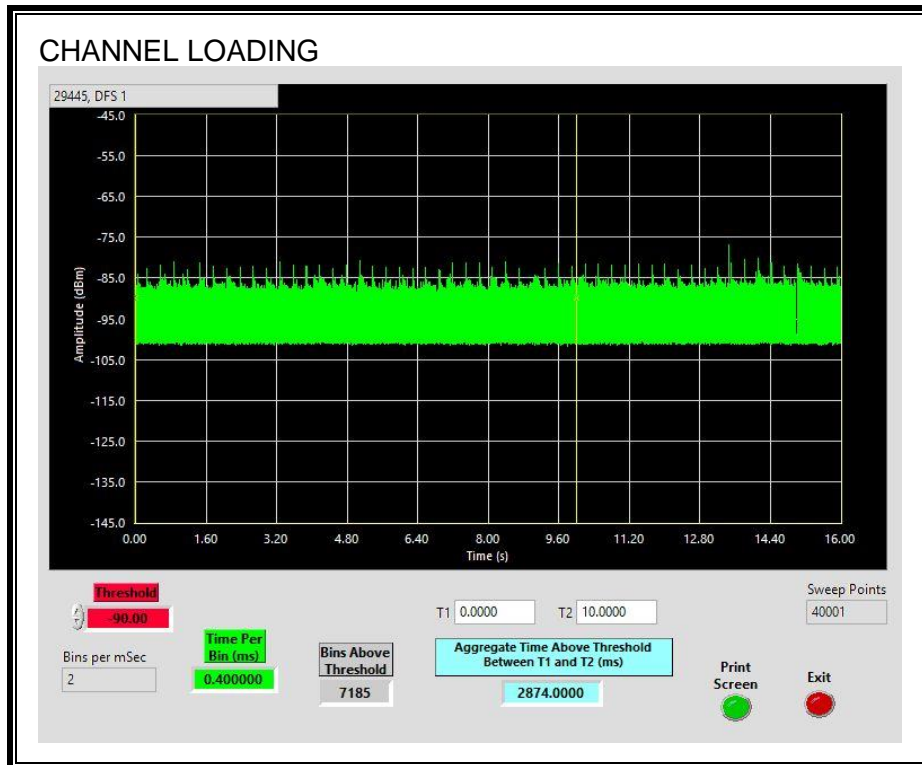 CHANNEL LOADING
29445, DFS 1
-45.0
-55.0
-65.0
-75.0
-85.0
-95.0
-105.0
-115.0
-125.0
-135.0
-145.0
Amplitude (dBm)
0.00 1.60 3.20 4.80 6.40 8.00 9.60 11.20 12.80 14.40 16.00
Time (s)
Threshold
-90.00
Bins per mSec
2
Time Per
Bin (ms)
0.400000
Bins Above
Threshold
7185
T1 0.0000 T2 10.0000
Aggregate Time Above Threshold
Between T1 and T2 (ms)
2874.0000
Sweep Points
40001
Print
Screen
Exit